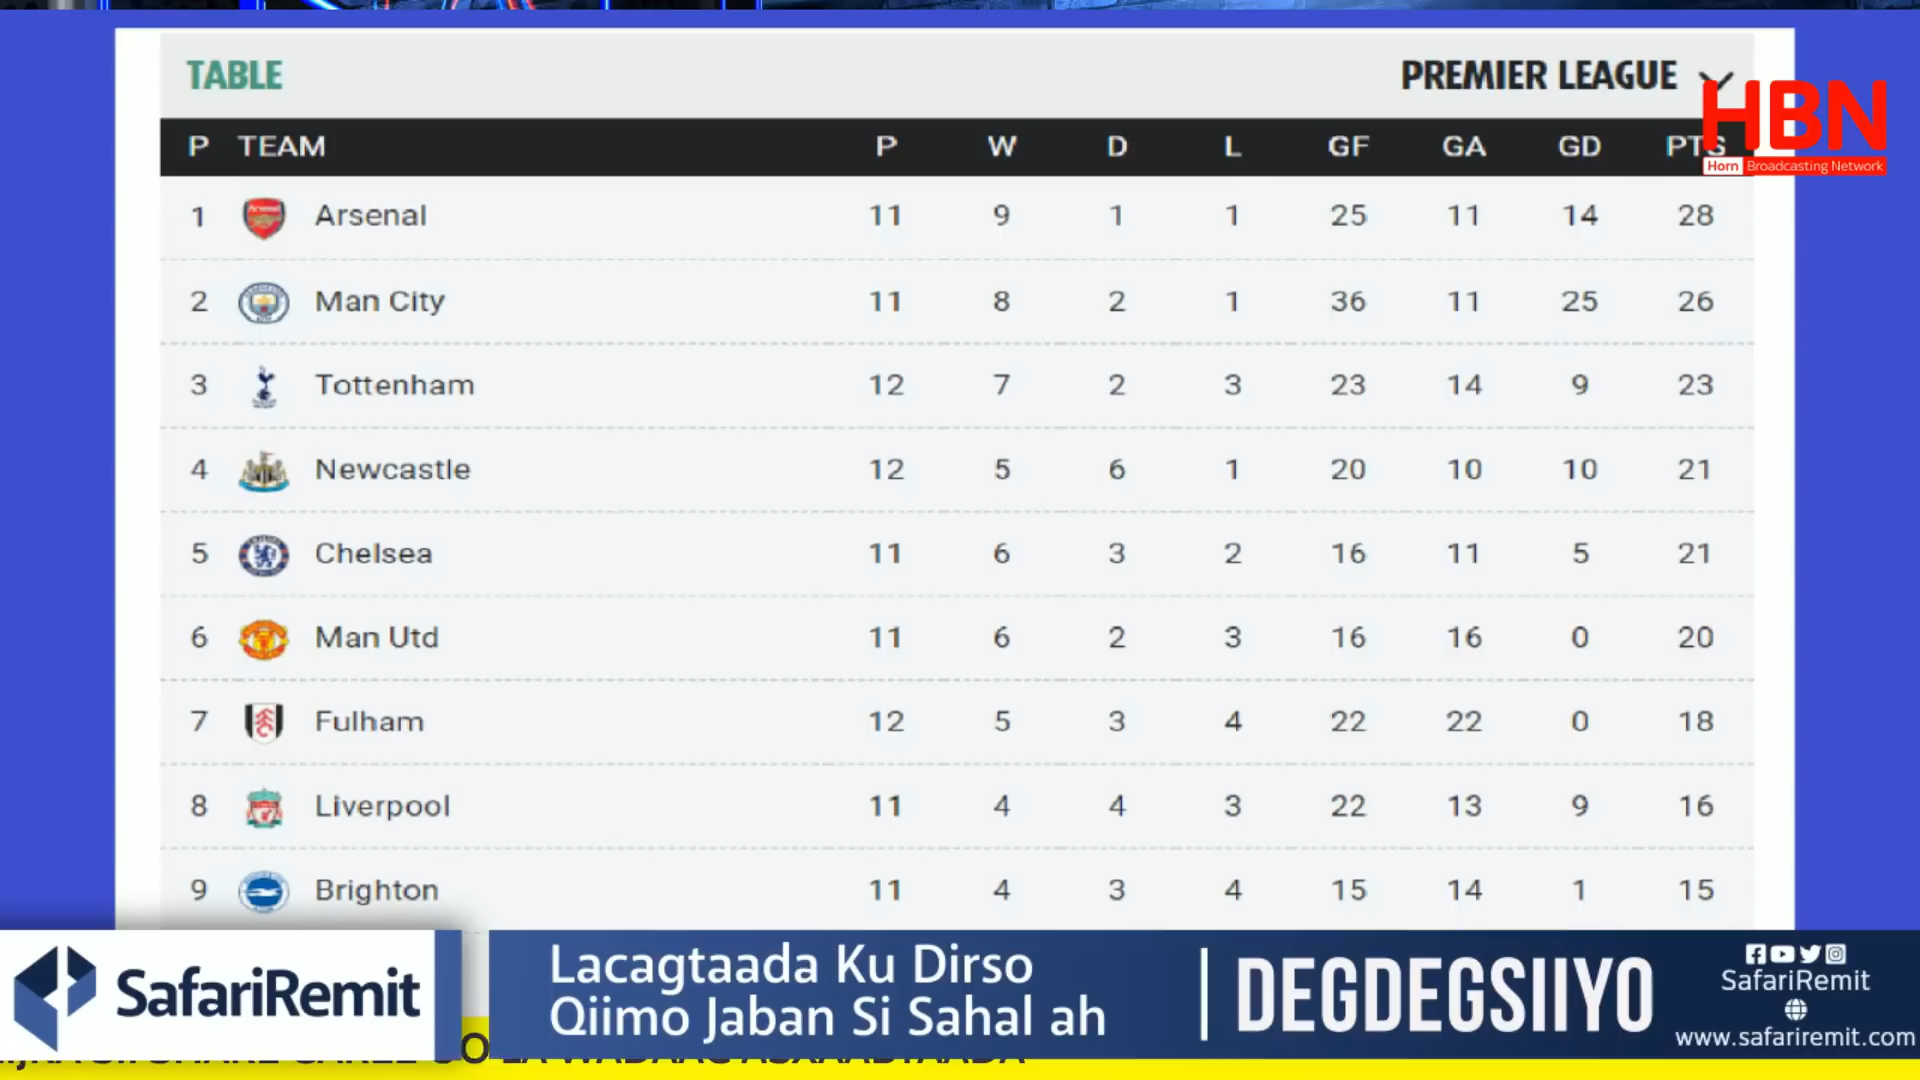 TABLE PREMIER LEAGUE
HBN
Horn Broadcasting Network
P TEAM P W D L GF GA GD PTS
1 Arsenal 11 9 1 1 25 11 14 28
2 Man City 11 8 2 1 36 11 25 26
3 Tottenham 12 7 2 3 23 14 9 23
4 Newcastle 12 5 6 1 20 10 10 21
5 Chelsea 11 6 3 2 16 11 5 21
6 Man Utd 11 6 2 3 16 16 0 20
7 Fulham 12 5 3 4 22 22 0 18
8 Liverpool 11 4 4 3 22 13 9 16
9 Brighton 11 4 3 4 15 14 1 15
SafariRemit
Lacagtaada Ku Dirso
Qiimo Jaban Si Sahal ah
DEGDEGSIIYO
SafariRemit
www.safariremit.com